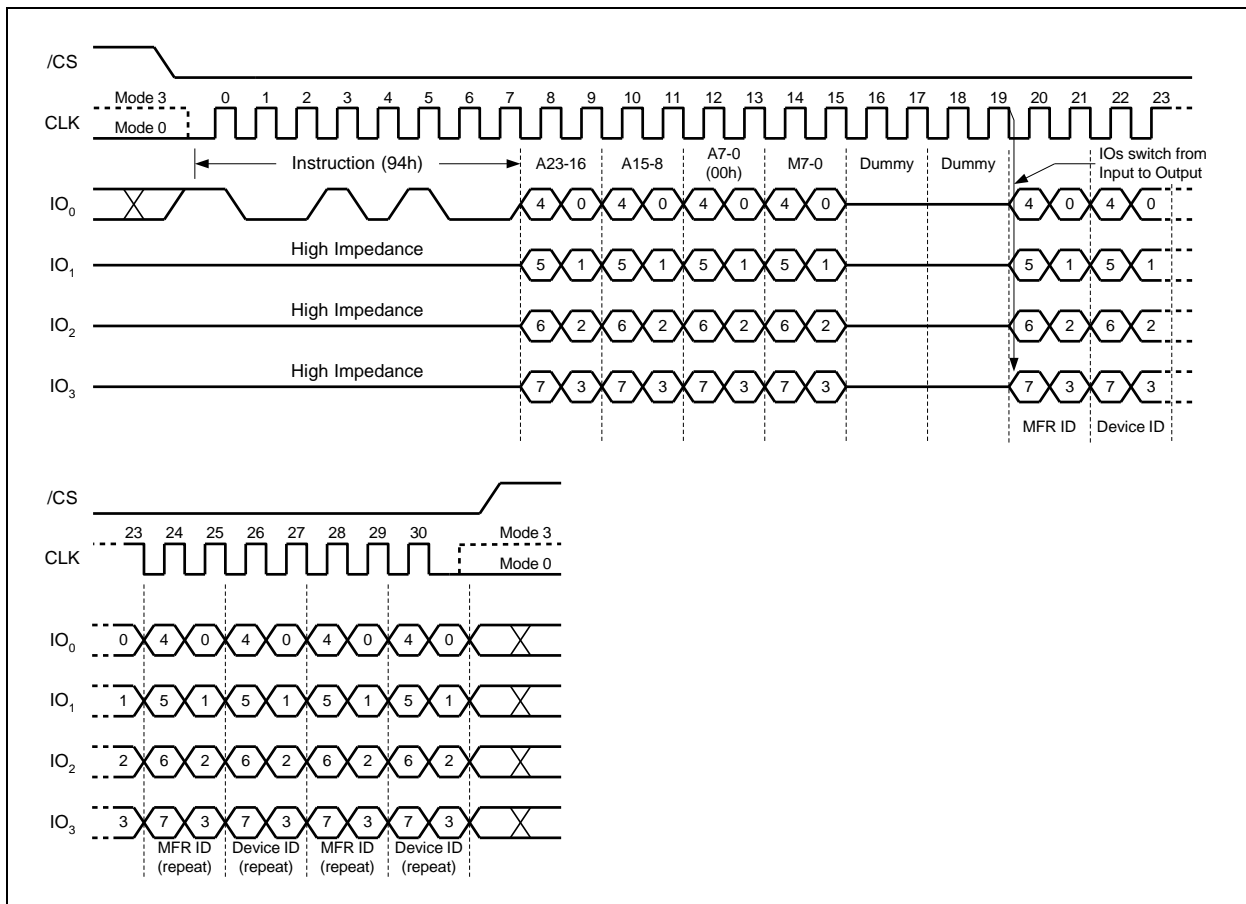 /CS
Mode 3
0 1 2 3 4 5 6 7 8 9 10 11 12 13 14 15 16 17 18 19 20 21 22 23
CLK
Mode 0
Instruction (94h)
A23-16
A15-8
A7-0
(00h)
M7-0
Dummy
Dummy
IOs switch from
Input to Output
IO0
4 0 4 0 4 0 4 0 4 0 4 0
High Impedance
IO1
5 1 5 1 5 1 5 1 5 1 5 1
High Impedance
IO2
6 2 6 2 6 2 6 2 6 2 6 2
High Impedance
IO3
7 3 7 3 7 3 7 3 7 3 7 3
MFR ID
Device ID
/CS
23 24 25 26 27 28 29 30
Mode 3
CLK
Mode 0
IO0
0 4 0 4 0 4 0 4 0
IO1
1 5 1 5 1 5 1 5 1
IO2
2 6 2 6 2 6 2 6 2
IO3
3 7 3 7 3 7 3 7 3
MFR ID
(repeat)
Device ID
(repeat)
MFR ID
(repeat)
Device ID
(repeat)